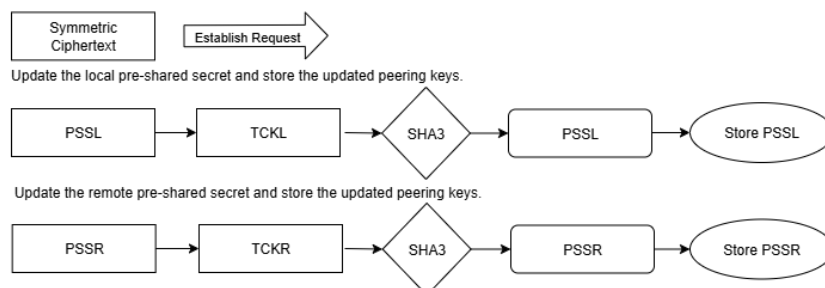 Symmetric
Ciphertext
Establish Request
Update the local pre-shared secret and store the updated peering keys.
PSSL
TCKL
SHA3
PSSL
Store PSSL
Update the remote pre-shared secret and store the updated peering keys.
PSSR
TCKR
SHA3
PSSR
Store PSSR